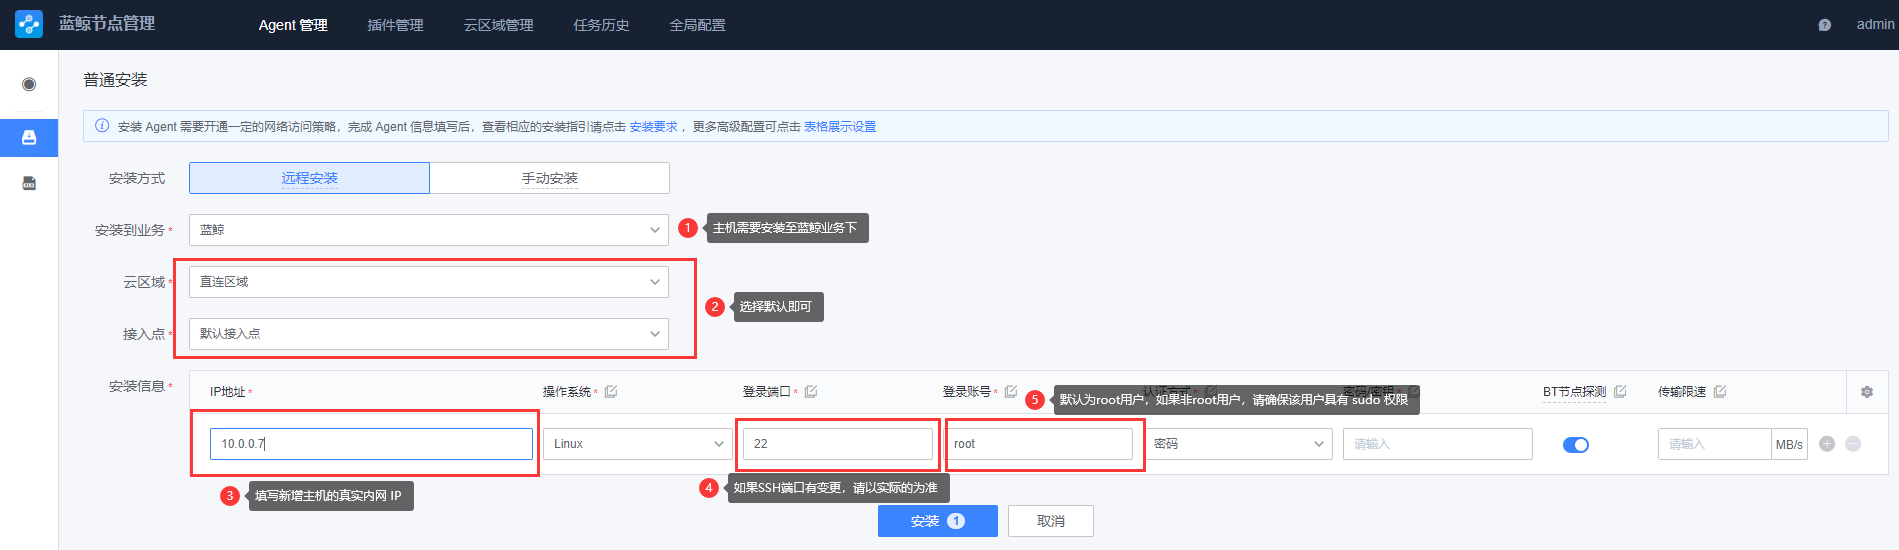 蓝鲸节点管理 Agent 管理 插件管理 云区域管理 任务历史 全局配置 admin
普通安装
安装 Agent 需要开通一定的网络访问策略，完成 Agent 信息填写后，查看相应的安装指引请点击 安装要求 ，更多高级配置可点击 表格展示设置
安装方式 远程安装 手动安装
安装到业务 * 蓝鲸 1 主机需要安装至蓝鲸业务下
云区域 * 直连区域
2 选择默认即可
接入点 * 默认接入点
安装信息 * IP地址 * 操作系统 * 登录端口 * 登录账号 * 认证方式 * 密码/密钥 * BT节点探测 传输限速
5 默认为root用户，如果非root用户，请确保该用户具有 sudo 权限
10.0.0.7 Linux 22 root 密码 请输入 请输入 MB/s
3 填写新增主机的真实内网 IP
4 如果SSH端口有变更，请以实际的为准
安装 1 取消